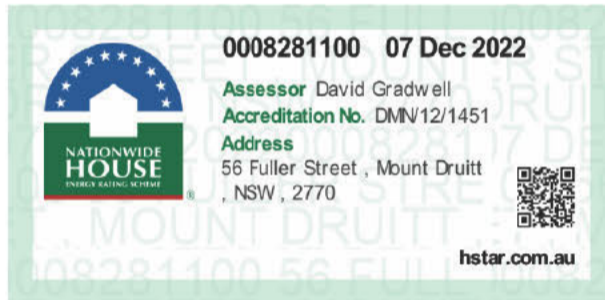 0008281100 07 Dec 2022
Assessor David Gradwell
Accreditation No. DMN/12/1451
Address
56 Fuller Street , Mount Druitt
, NSW , 2770
NATIONWIDE
HOUSE
ENERGY RATING SCHEME
®
hstar.com.au